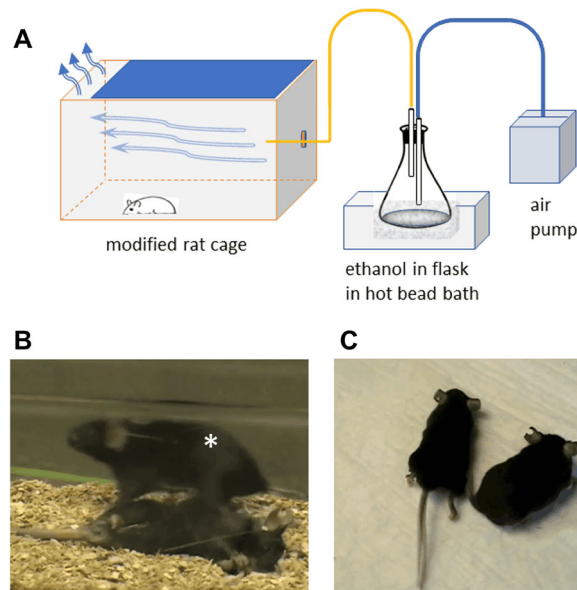 A
modified rat cage
ethanol in flask
in hot bead bath
air
pump
B
*
C